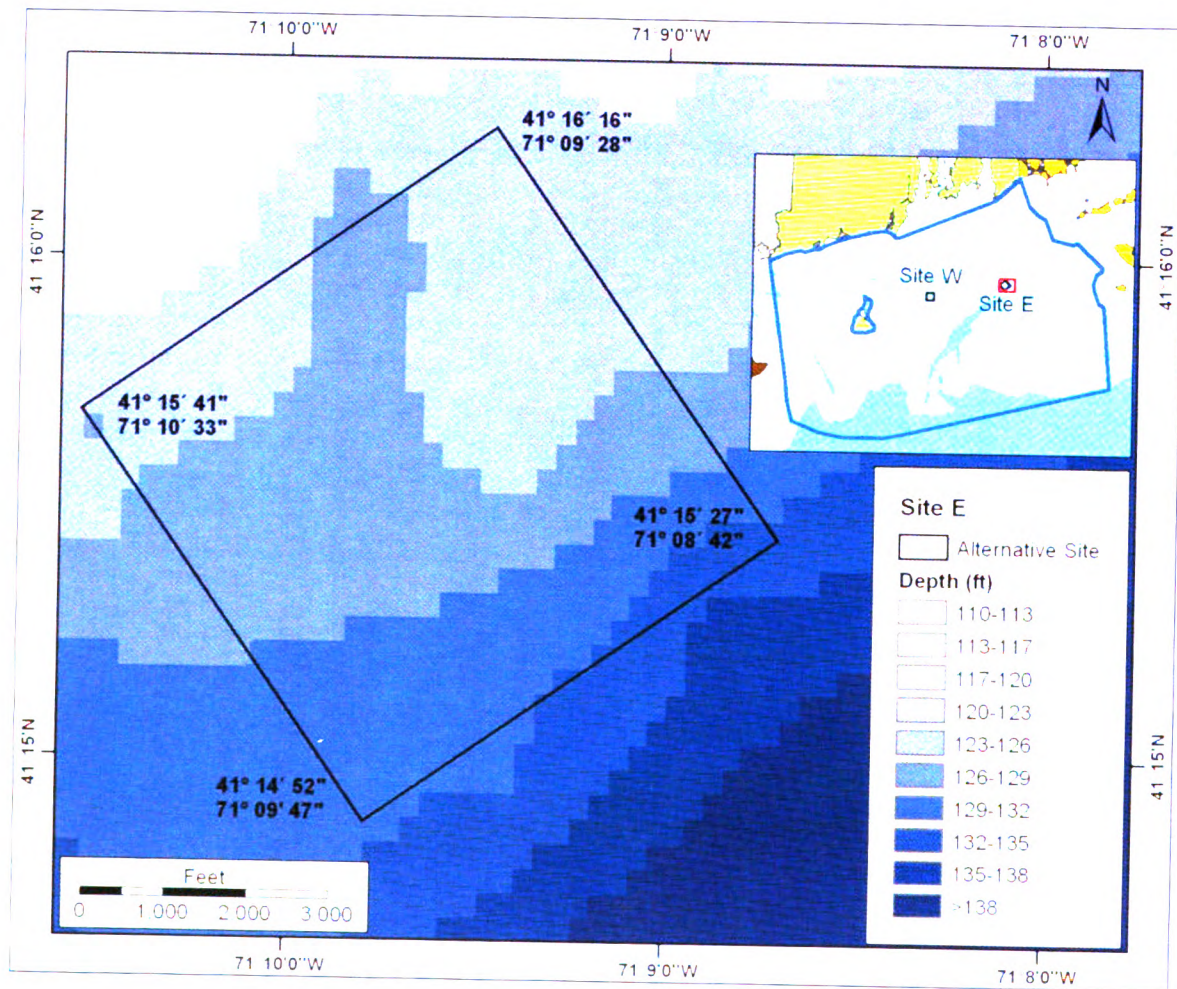 71 10'0"W
71 9'0"W
71 8'0"W
N
41° 16´ 16"
71° 09´ 28"
41 16'0"N
41 16'0"N
Site W
Site E
41° 15´ 41"
71° 10´ 33"
41° 15´ 27"
71° 08´ 42"
Site E
Alternative Site
Depth (ft)
110-113
113-117
117-120
120-123
123-126
126-129
129-132
132-135
135-138
>138
41 15'N
41 15'N
41° 14´ 52"
71° 09´ 47"
Feet
0 1 000 2 000 3 000
71 10'0"W
71 9'0"W
71 8'0"W